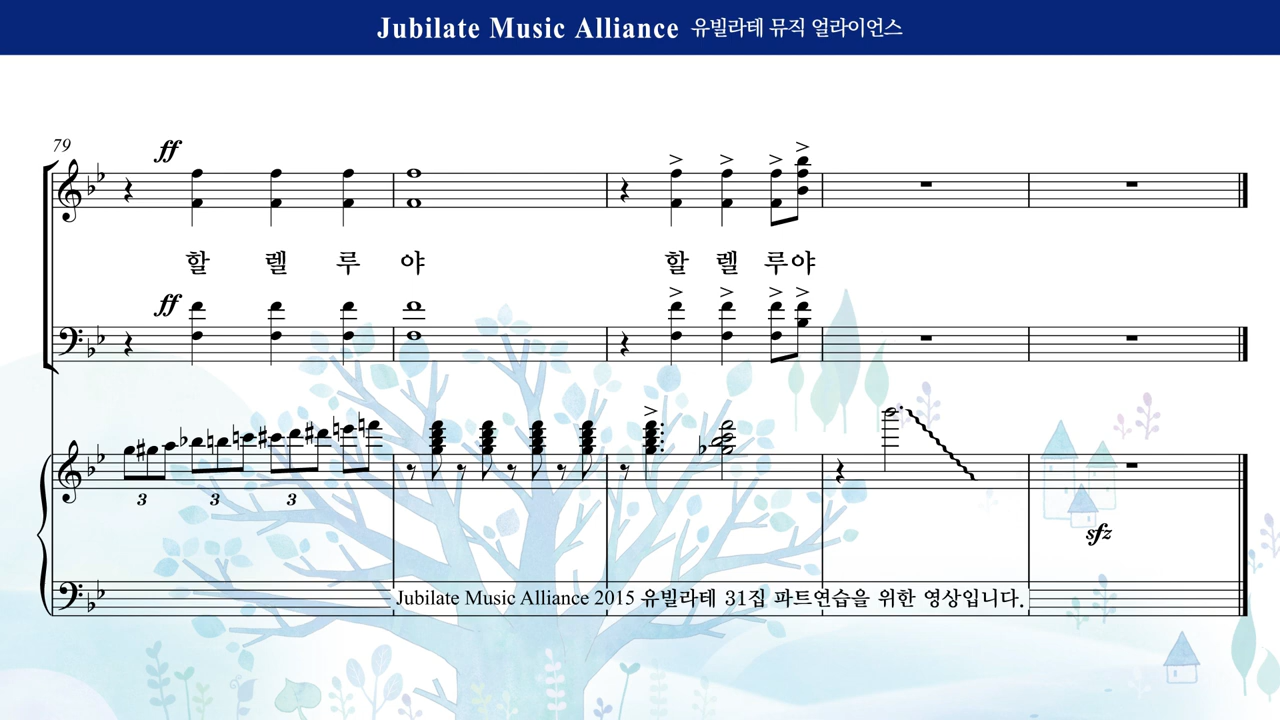 Jubilate Music Alliance 유빌라테 뮤직 얼라이언스
79
ff
할 렐 루 야 할 렐 루야
ff
3 3 3
sfz
Jubilate Music Alliance 2015 유빌라테 31집 파트연습을 위한 영상입니다.